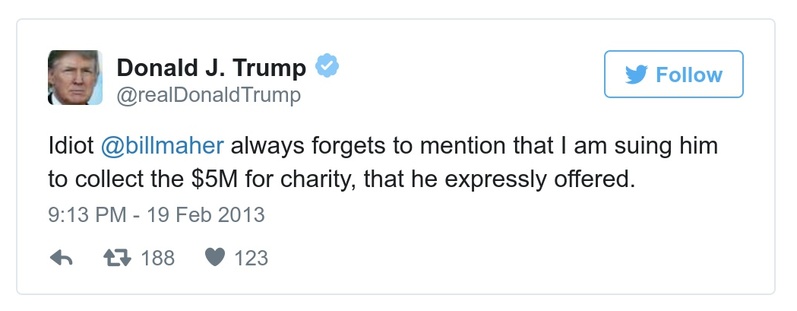 Donald J. Trump
@realDonaldTrump
Follow
Idiot @billmaher always forgets to mention that I am suing him
to collect the $5M for charity, that he expressly offered.
9:13 PM - 19 Feb 2013
188 123